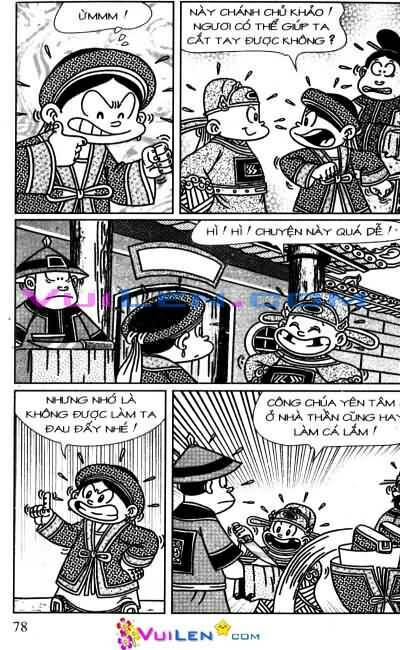 ỪMMM !
NÀY CHÁNH CHỦ KHẢO !
NGƯƠI CÓ THỂ GIÚP TA
CẮT TAY ĐƯỢC KHÔNG ?
HÌ ! HÌ ! CHUYỆN NÀY QUÁ DỄ !
VUILEN.COM
NHƯNG NHỚ LÀ
KHÔNG ĐƯỢC LÀM TA
ĐAU ĐẤY NHÉ !
CÔNG CHÚA YÊN TÂM
Ở NHÀ THẦN CŨNG HAY
LÀM CÁ LẮM !
78
VUILEN.COM